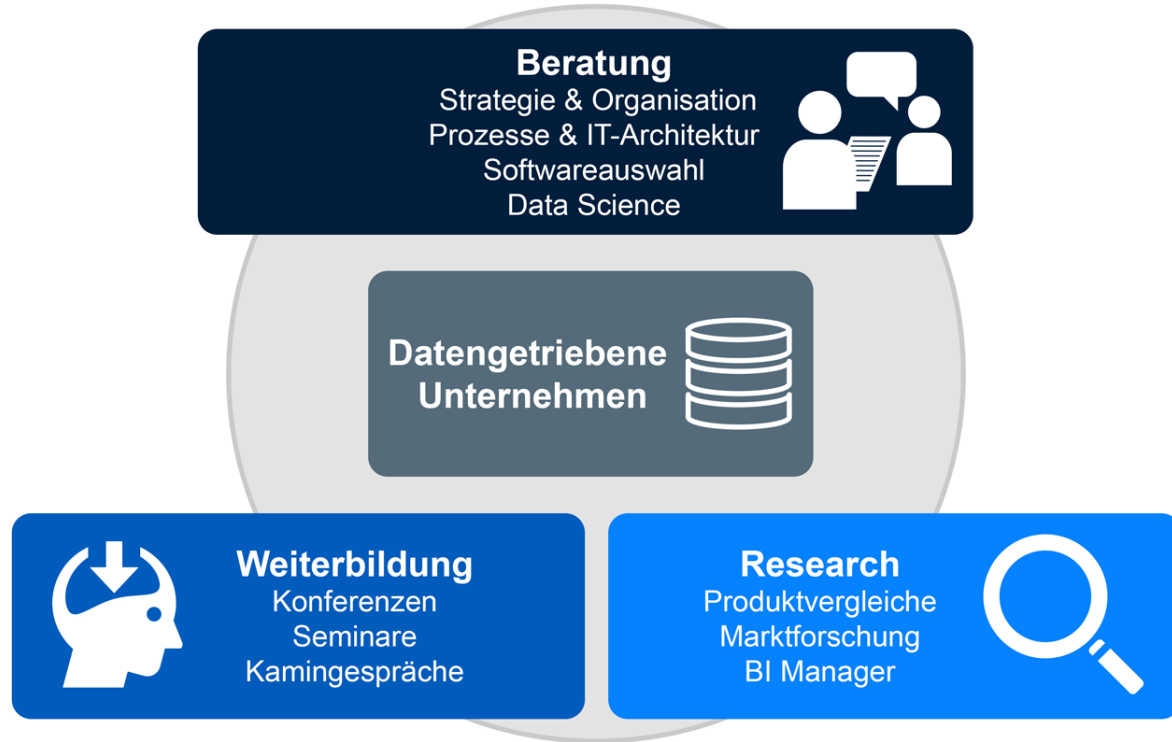 Beratung
Strategie & Organisation
Prozesse & IT-Architektur
Softwareauswahl
Data Science
Datengetriebene
Unternehmen
Weiterbildung
Konferenzen
Seminare
Kamingespräche
Research
Produktvergleiche
Marktforschung
BI Manager